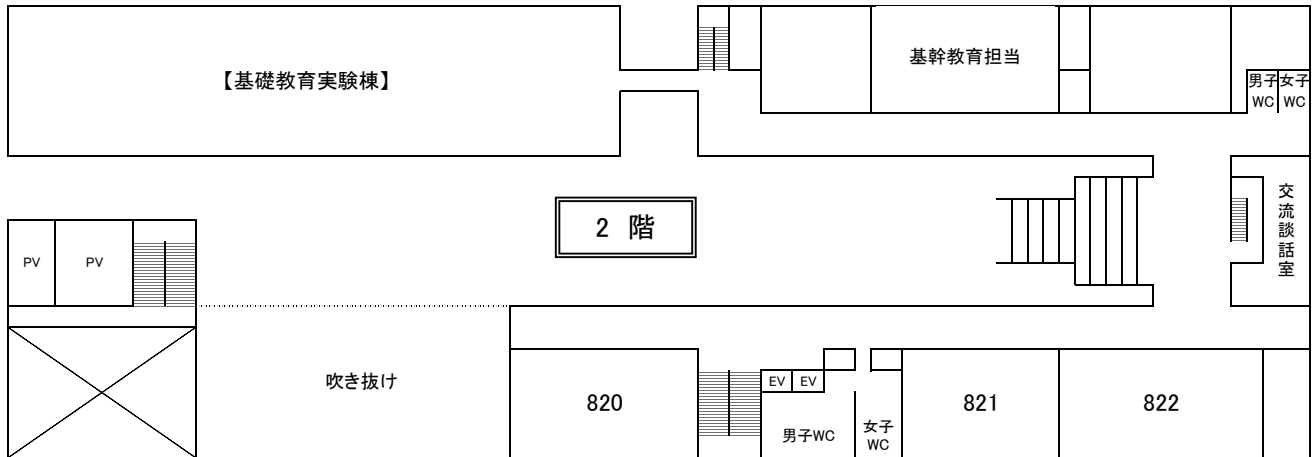 【基礎教育実験棟】
基幹教育担当
男子
WC
女子
WC
2 階
交流談話室
PV
PV
吹き抜け
820
EV
EV
男子WC
女子
WC
821
822